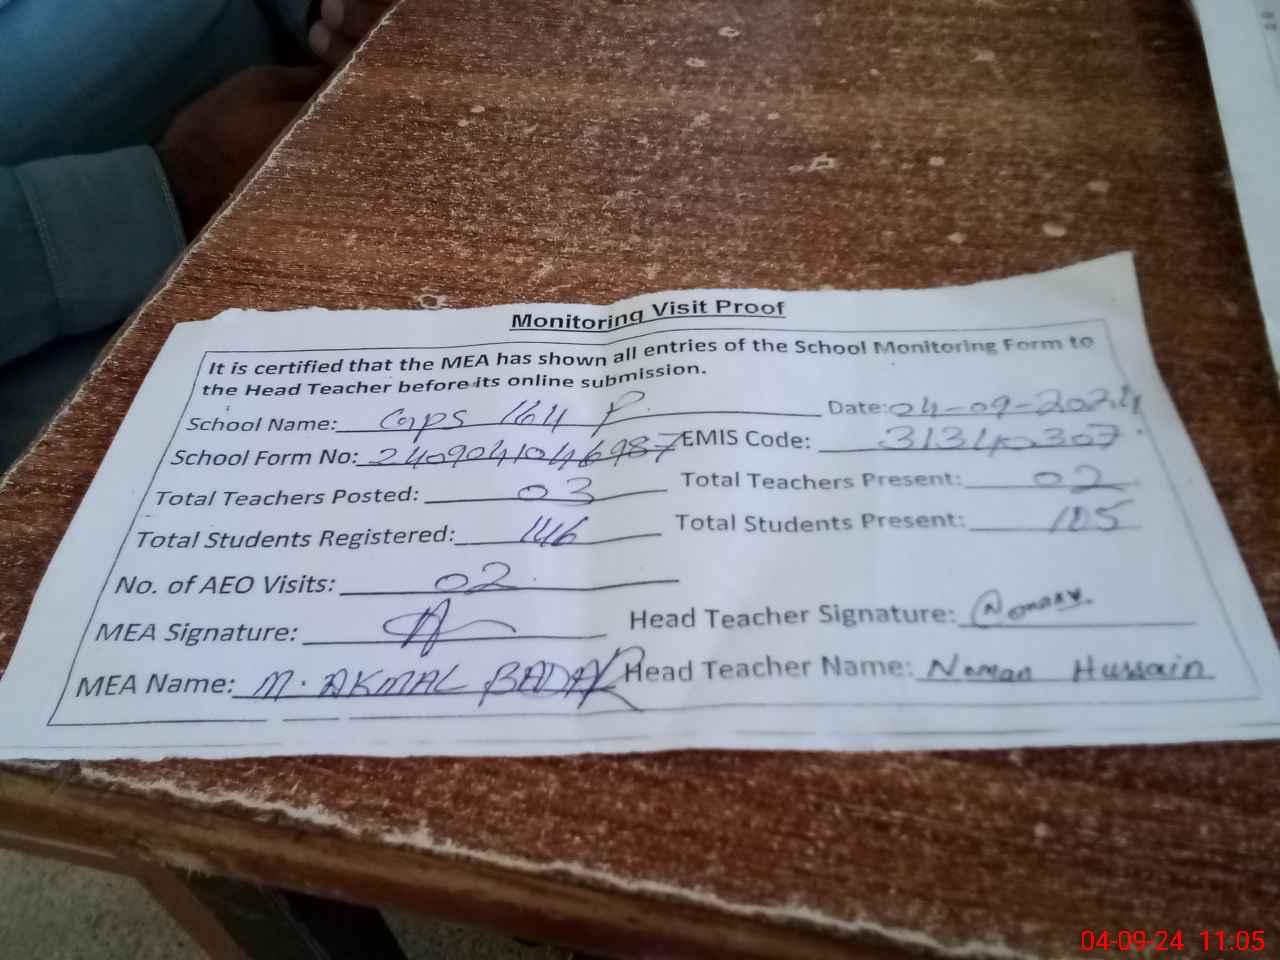 Monitoring Visit Proof
It is certified that the MEA has shown all entries of the School Monitoring Form to
the Head Teacher before its online submission.
School Name: GGPS 164 P. Date: 04-09-2024
School Form No: 2409041046987 EMIS Code: 31340307
Total Teachers Posted: 03 Total Teachers Present: 02
Total Students Registered: 146 Total Students Present: 105
No. of AEO Visits: 02
MEA Signature: Head Teacher Signature: Noman
MEA Name: M. AKMAL BADAR Head Teacher Name: Noman Hussain
04-09-24 11:05